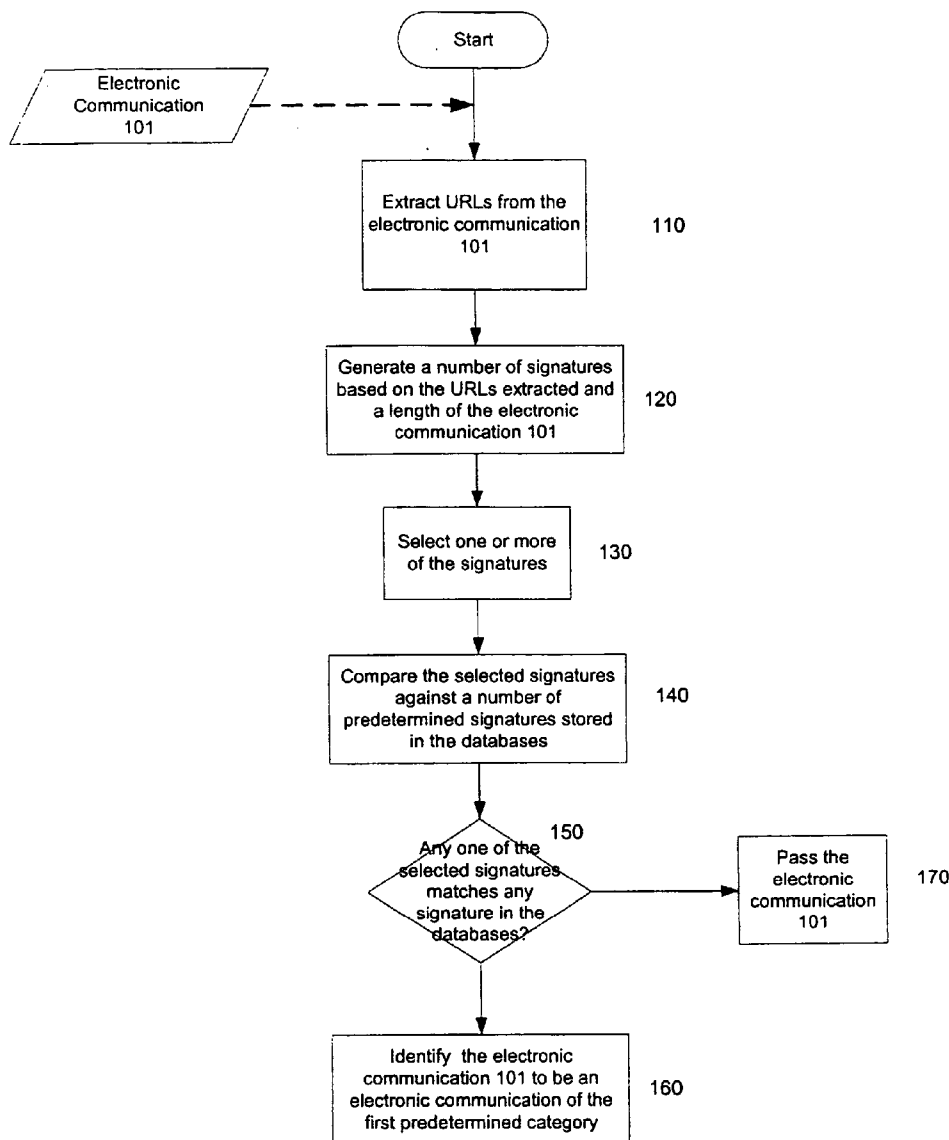 Start
Electronic
Communication
101
Extract URLs from the
electronic communication
101
110
Generate a number of signatures
based on the URLs extracted and
a length of the electronic
communication 101
120
Select one or more
of the signatures
130
Compare the selected signatures
against a number of
predetermined signatures stored
in the databases
140
150
Any one of the
selected signatures
matches any
signature in the
databases?
Pass the
electronic
communication
101
170
Identify the electronic
communication 101 to be an
electronic communication of the
first predetermined category
160